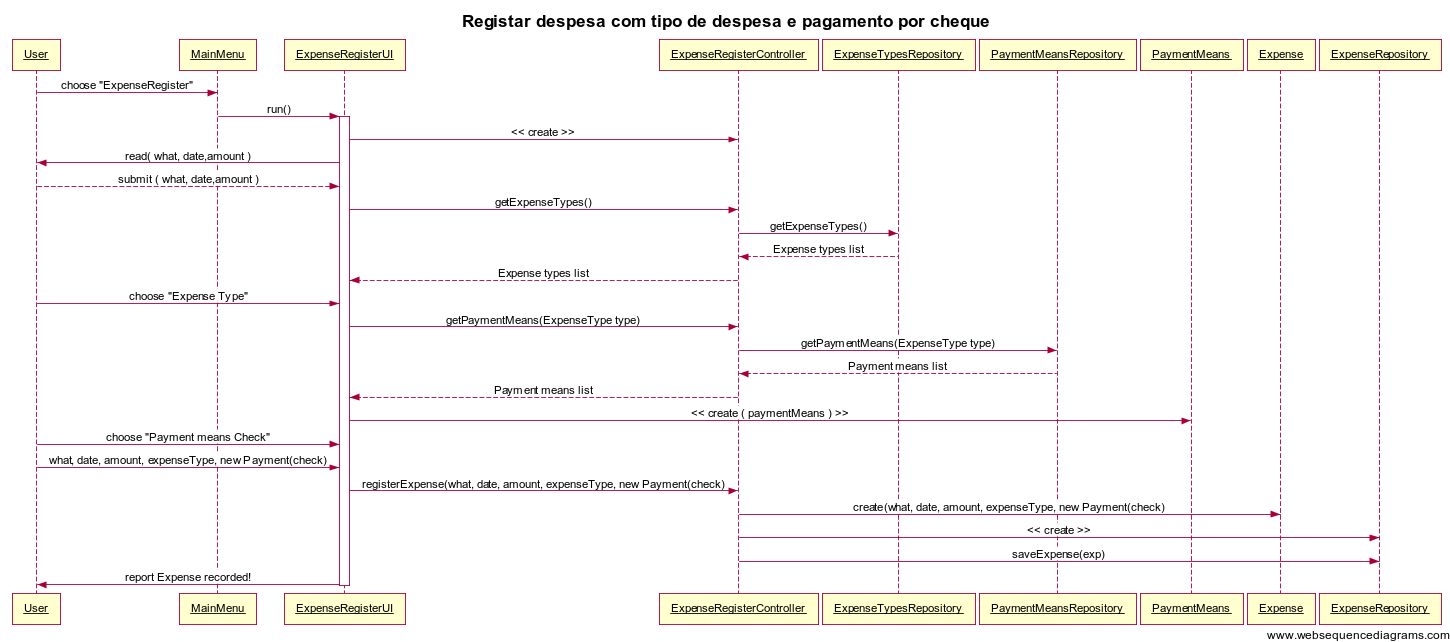 Registar despesa com tipo de despesa e pagamento por cheque
User MainMenu ExpenseRegisterUI ExpenseRegisterController ExpenseTypesRepository PaymentMeansRepository PaymentMeans Expense ExpenseRepository
choose "ExpenseRegister"
run()
<< create >>
read( what, date,amount )
submit ( what, date,amount )
getExpenseTypes()
getExpenseTypes()
Expense types list
Expense types list
choose "Expense Type"
getPaymentMeans(ExpenseType type)
getPaymentMeans(ExpenseType type)
Payment means list
Payment means list
<< create ( paymentMeans ) >>
choose "Payment means Check"
what, date, amount, expenseType, new Payment(check)
registerExpense(what, date, amount, expenseType, new Payment(check)
create(what, date, amount, expenseType, new Payment(check)
<< create >>
saveExpense(exp)
report Expense recorded!
User MainMenu ExpenseRegisterUI ExpenseRegisterController ExpenseTypesRepository PaymentMeansRepository PaymentMeans Expense ExpenseRepository
www.websequencediagrams.com